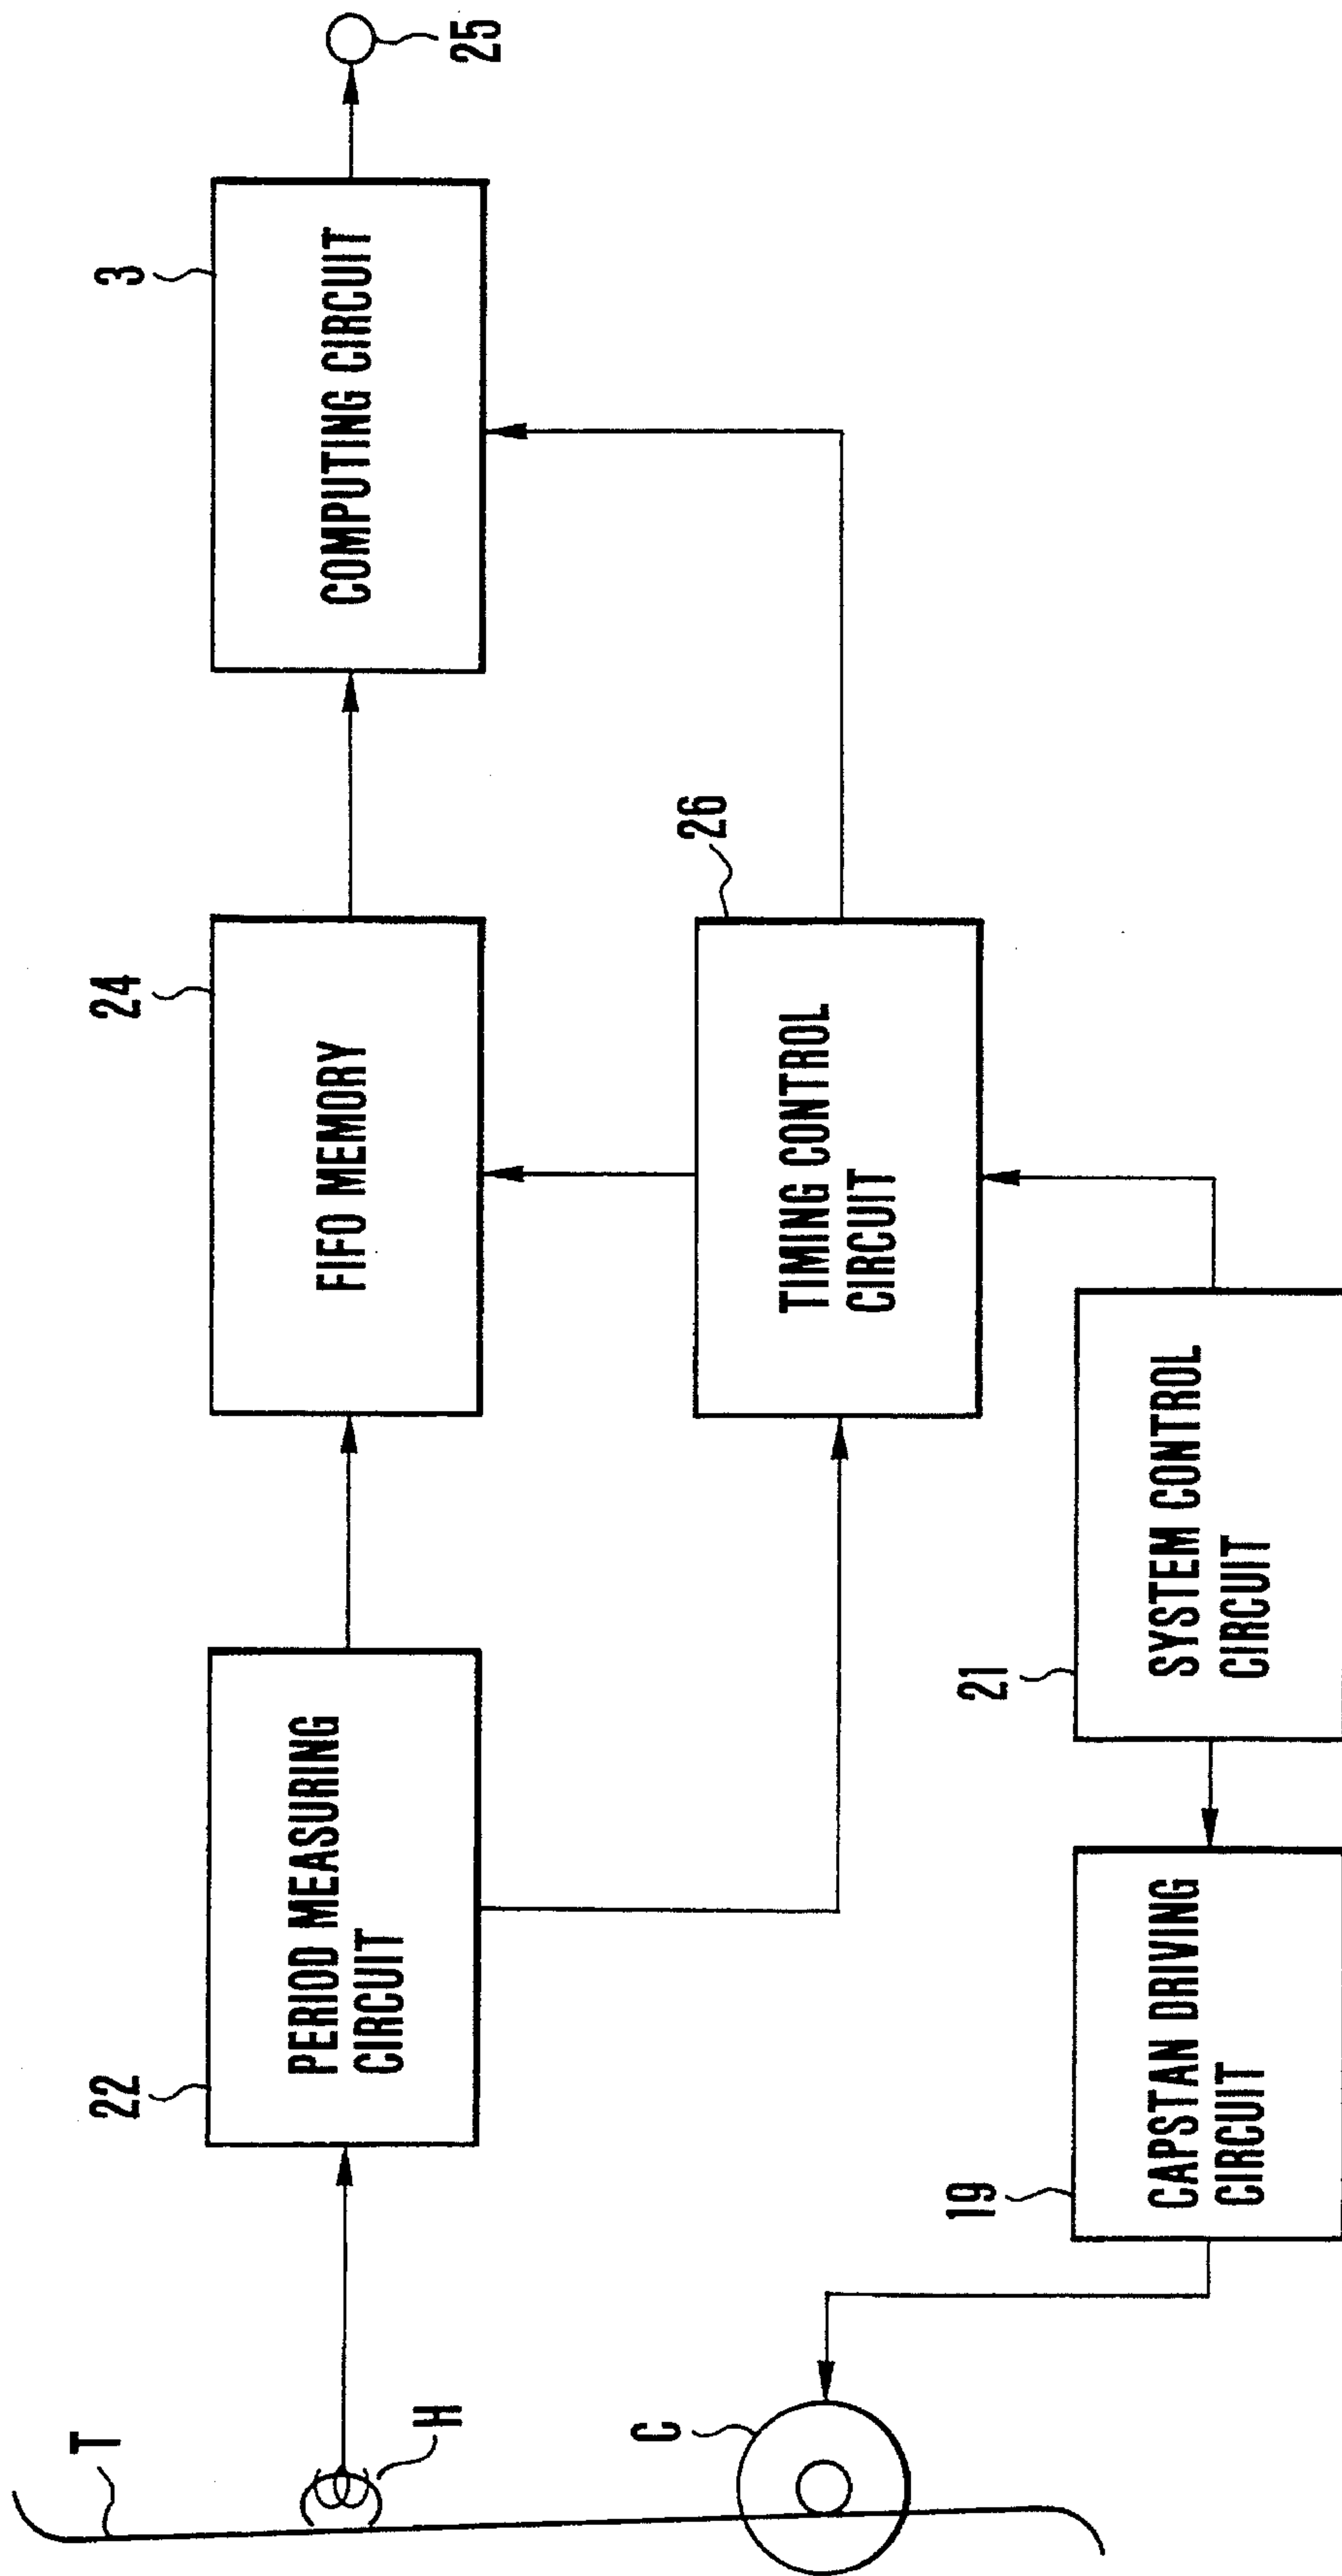 T
H
C
22
PERIOD MEASURING
CIRCUIT
24
FIFO MEMORY
3
COMPUTING CIRCUIT
25
26
TIMING CONTROL
CIRCUIT
19
CAPSTAN DRIVING
CIRCUIT
21
SYSTEM CONTROL
CIRCUIT